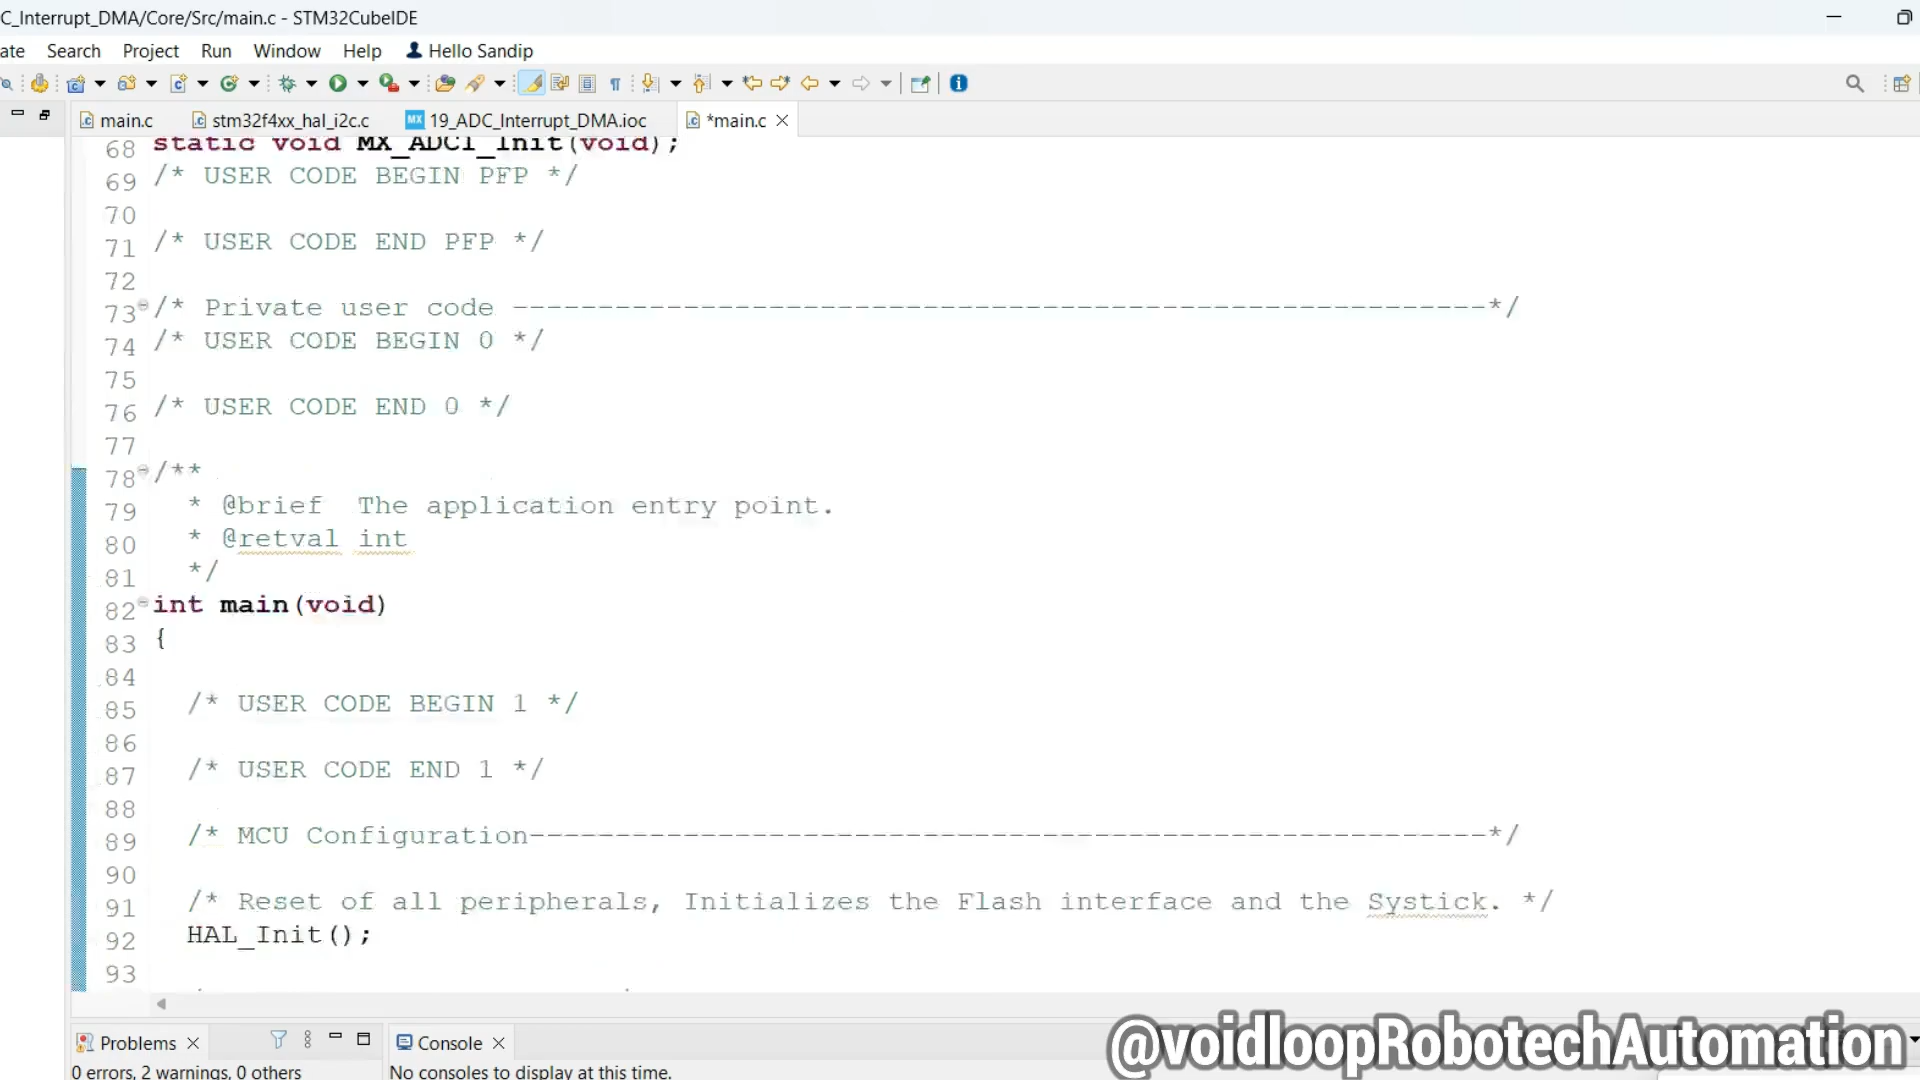 C_Interrupt_DMA/Core/Src/main.c - STM32CubeIDE
ate Search Project Run Window Help Hello Sandip
main.c stm32f4xx_hal_i2c.c MX 19_ADC_Interrupt_DMA.ioc *main.c
68 static void MX_ADC1_Init(void);
69 /* USER CODE BEGIN PFP */
70
71 /* USER CODE END PFP */
72
73 /* Private user code ---------------------------------------------------------*/
74 /* USER CODE BEGIN 0 */
75
76 /* USER CODE END 0 */
77
78 /**
79 * @brief The application entry point.
80 * @retval int
81 */
82 int main(void)
83 {
84
85 /* USER CODE BEGIN 1 */
86
87 /* USER CODE END 1 */
88
89 /* MCU Configuration--------------------------------------------------------*/
90
91 /* Reset of all peripherals, Initializes the Flash interface and the Systick. */
92 HAL_Init();
93
Problems Console
0 errors, 2 warnings, 0 others No consoles to display at this time.
@voidloopRobotechAutomation